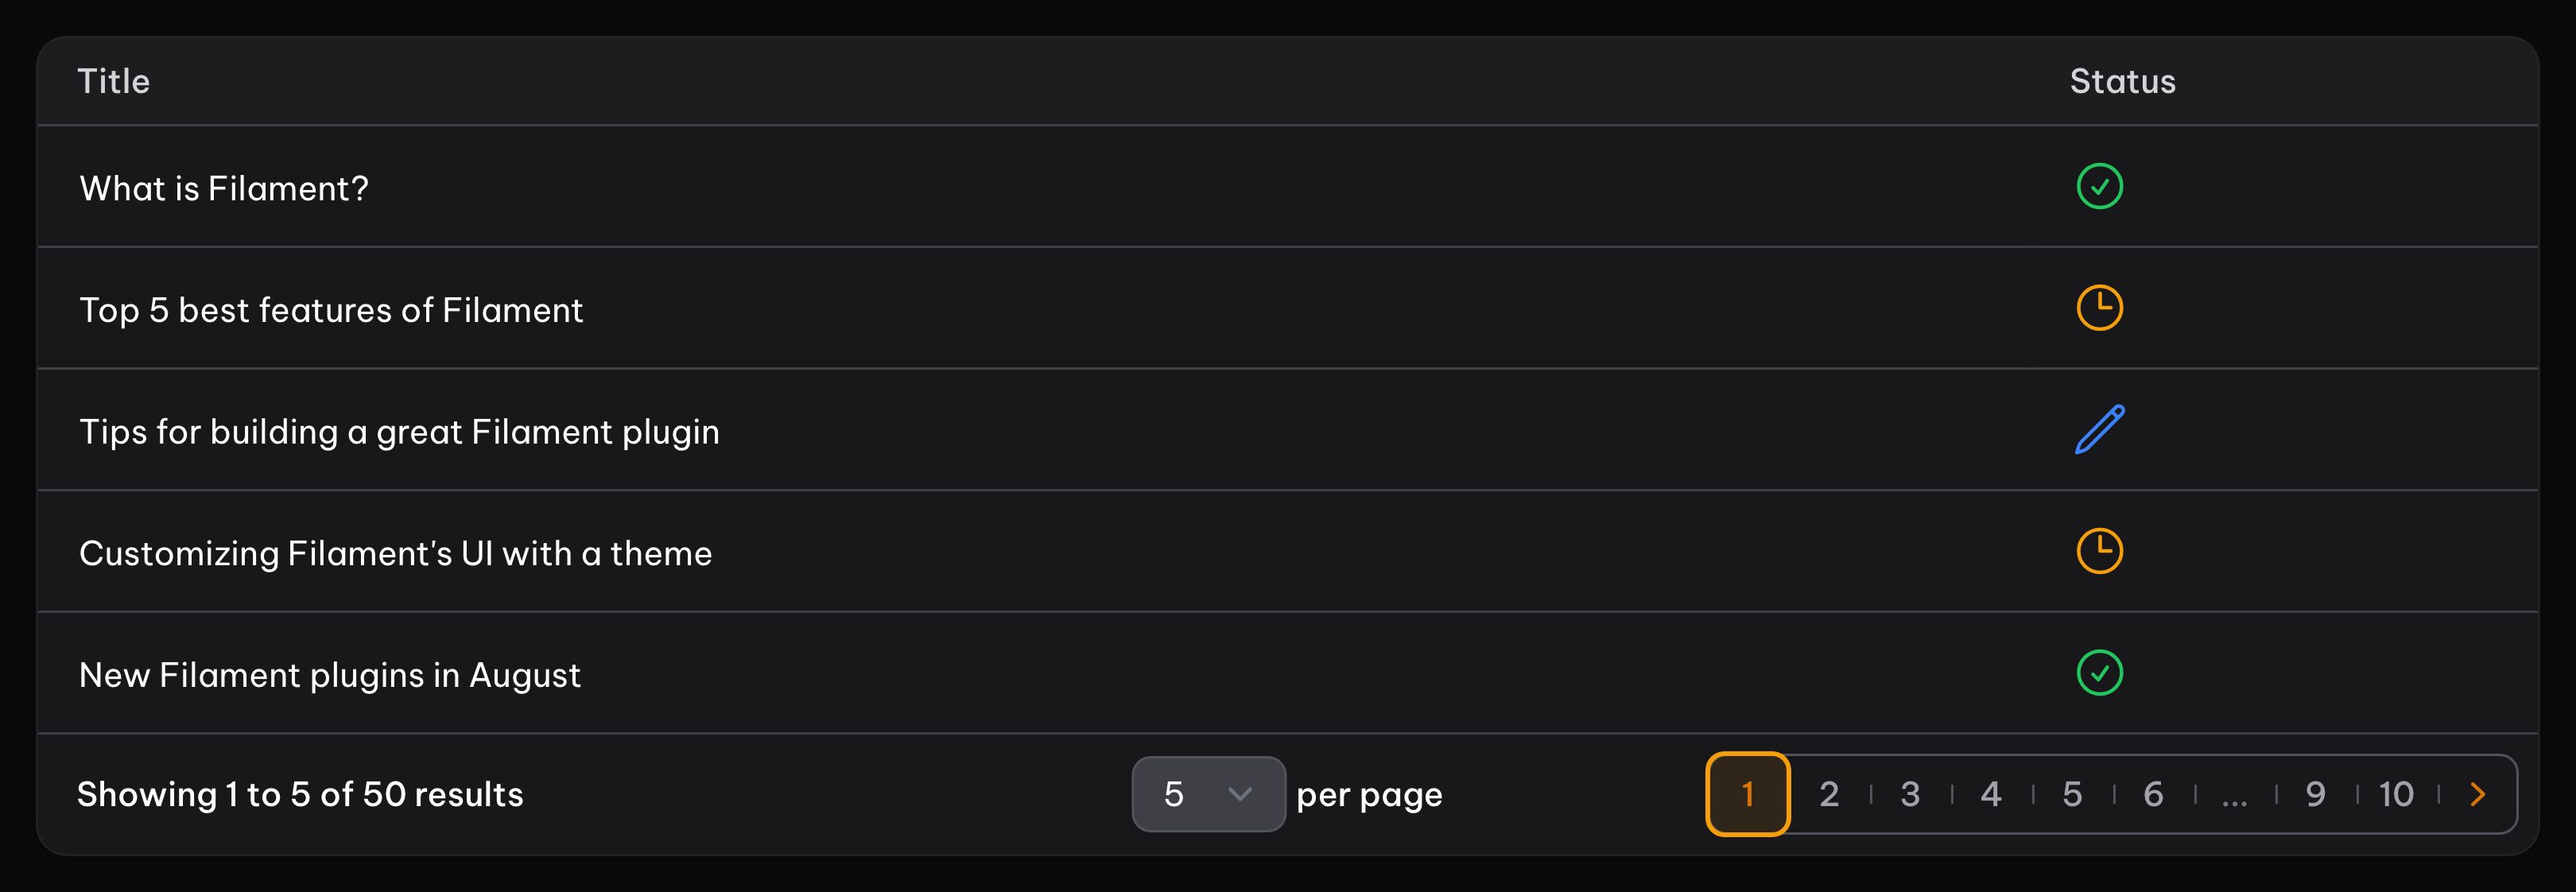 Title Status
What is Filament?
Top 5 best features of Filament
Tips for building a great Filament plugin
Customizing Filament's UI with a theme
New Filament plugins in August
Showing 1 to 5 of 50 results 5 per page 1 2 3 4 5 6 ... 9 10